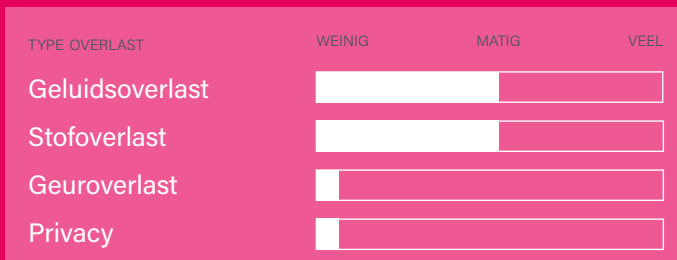 TYPE OVERLAST WEINIG MATIG VEEL
Geluidsoverlast
Stofoverlast
Geuroverlast
Privacy